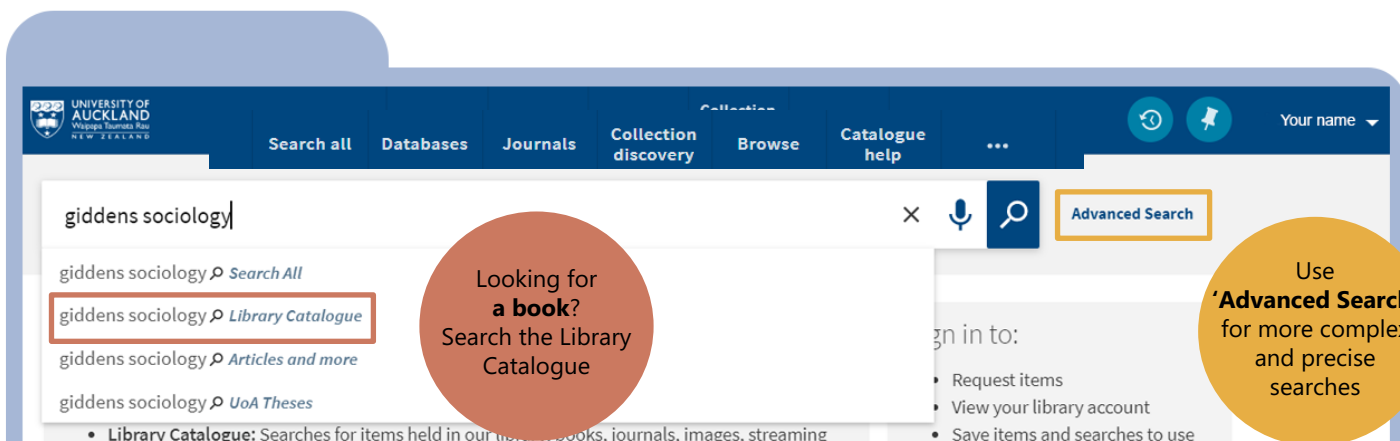 UNIVERSITY OF
AUCKLAND
Waipapa Taumata Rau
NEW ZEALAND
Search all
Databases
Journals
Collection
discovery
Browse
Catalogue
help
...
Your name
giddens sociology
Advanced Search
giddens sociology Search All
giddens sociology Library Catalogue
giddens sociology Articles and more
giddens sociology UoA Theses
Looking for
a book?
Search the Library
Catalogue
Use
‘Advanced Search
for more complex
and precise
searches
gn in to:
• Request items
• View your library account
• Save items and searches to use
• Library Catalogue: Searches for items held in our books, journals, images, streaming